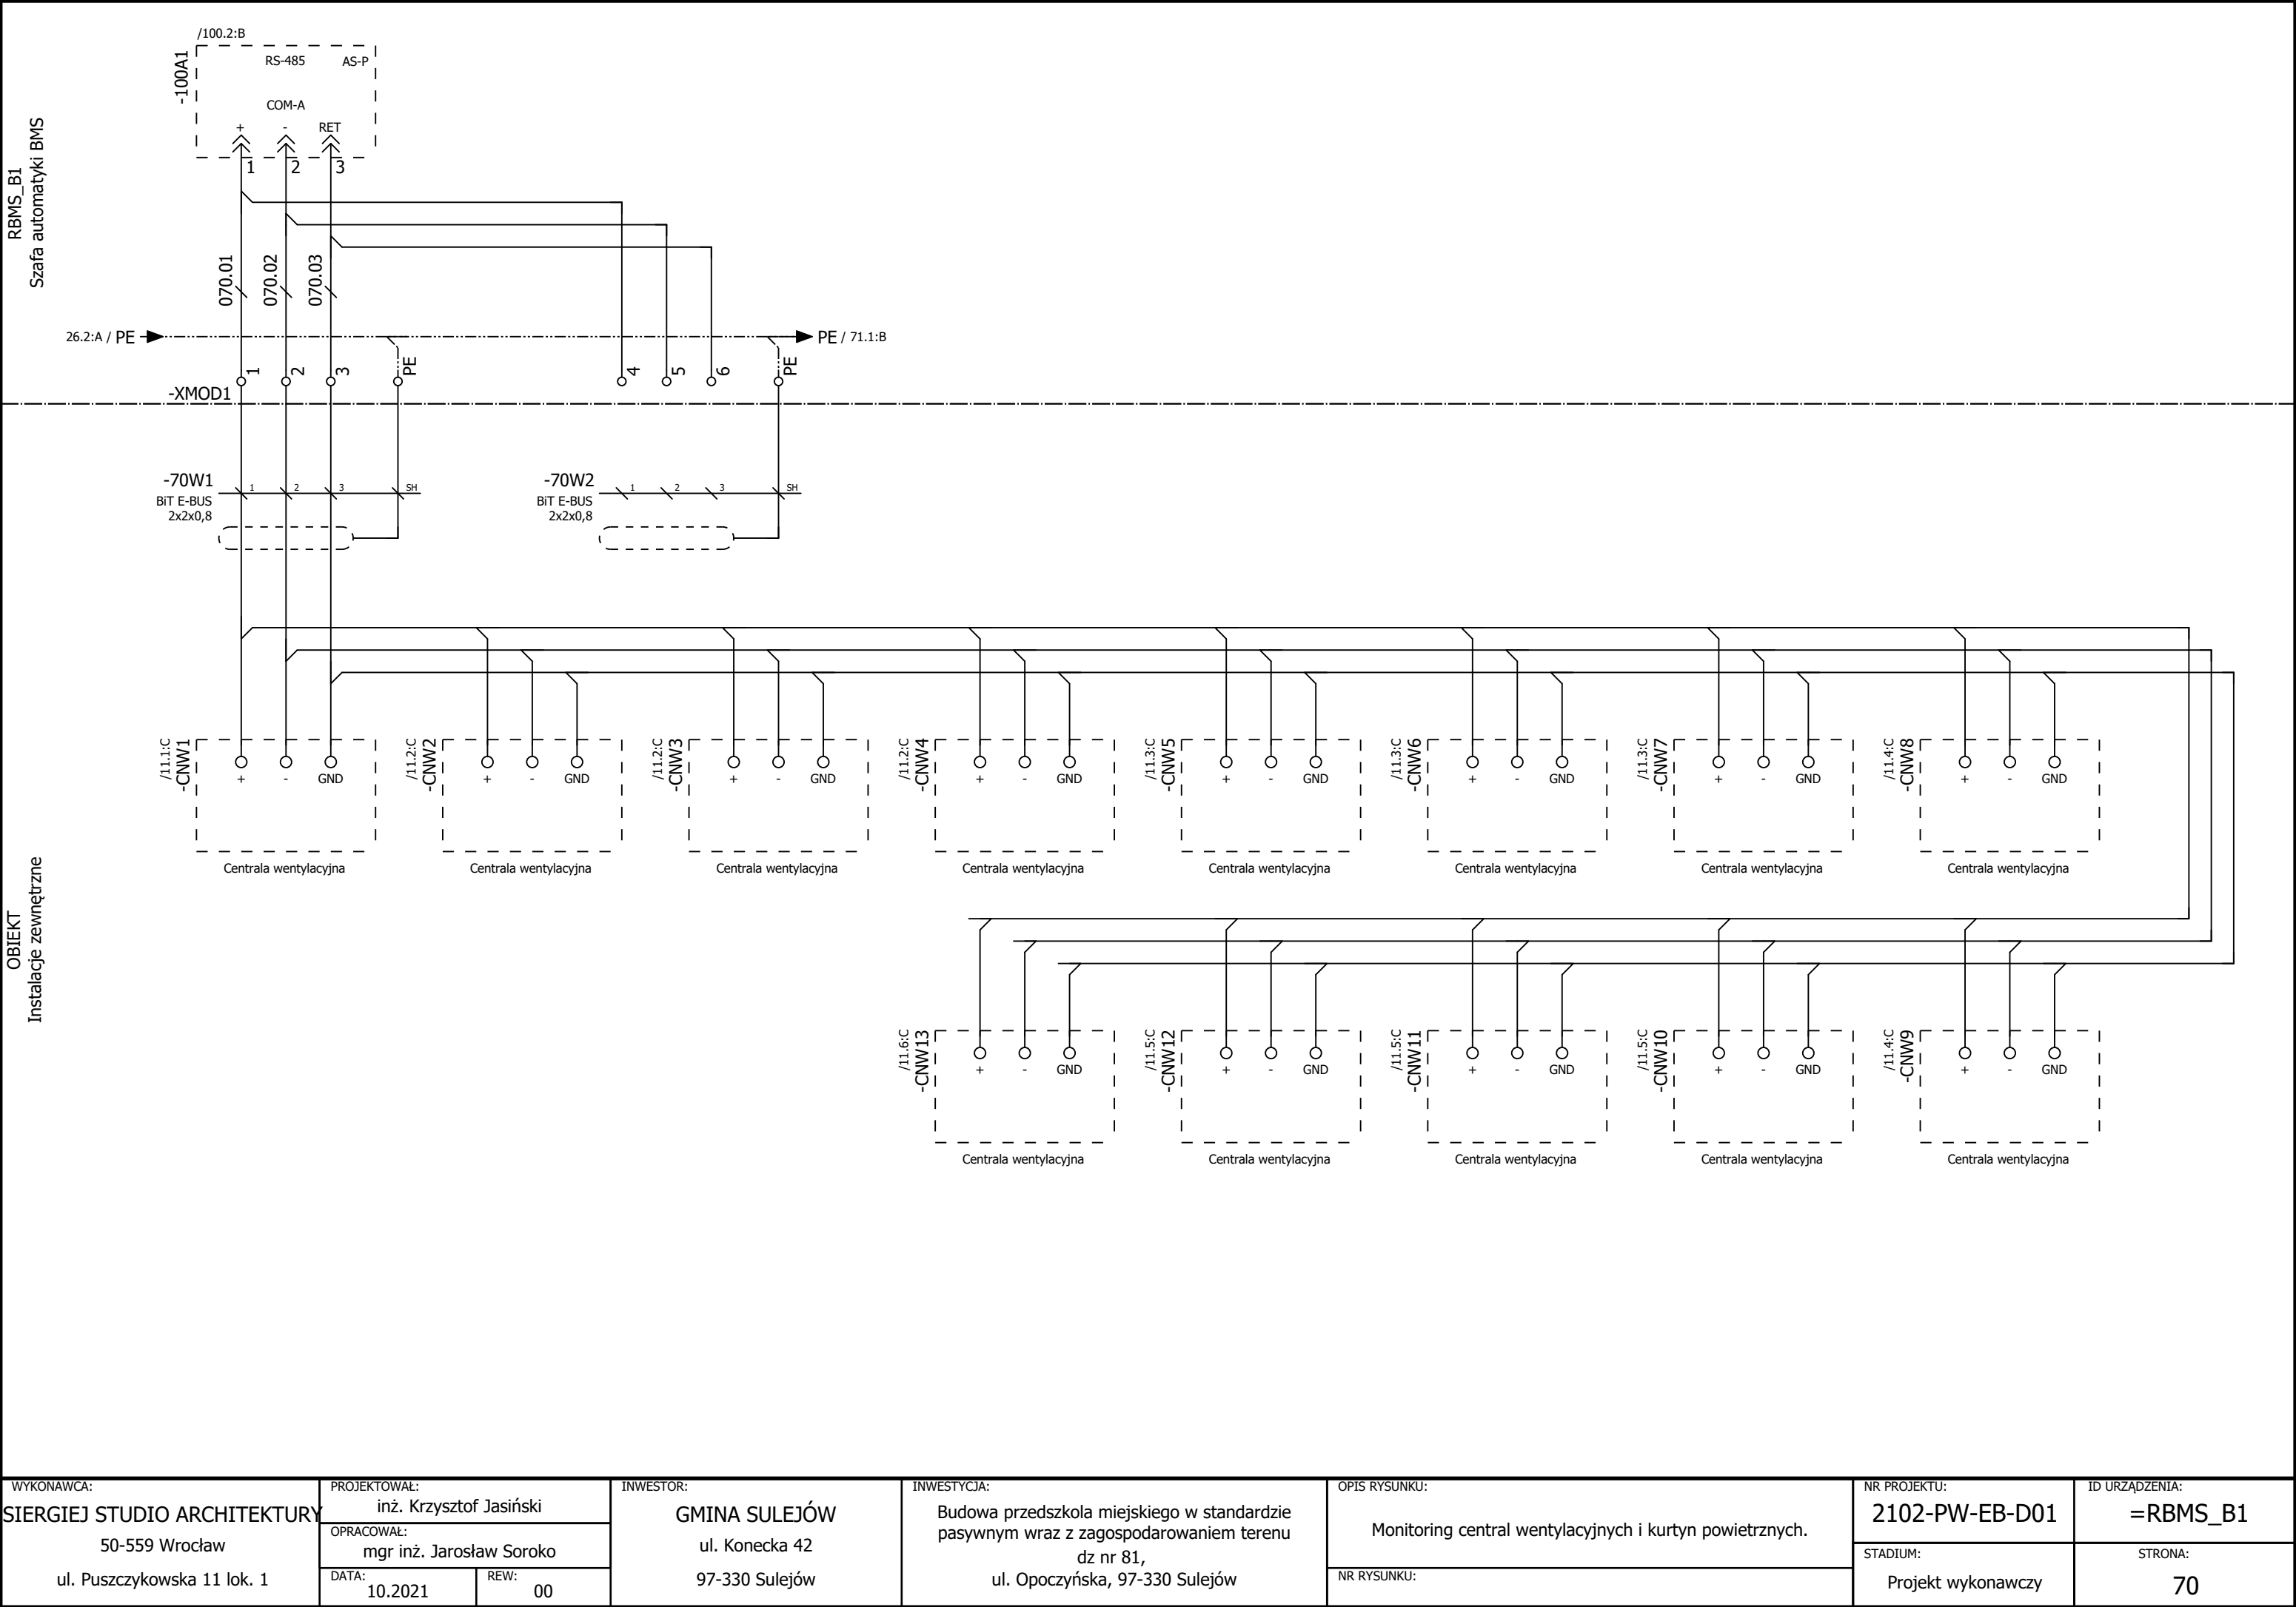 /100.2:B
-100A1
RS-485
AS-P
COM-A
+ - RET
1 2 3
RBMS_B1
Szafa automatyki BMS
070.01 070.02 070.03
26.2:A / PE
PE / 71.1:B
1 2 3 PE 4 5 6 PE
-XMOD1
-70W1
BiT E-BUS
2x2x0,8
1 2 3 SH
-70W2
BiT E-BUS
2x2x0,8
1 2 3 SH
OBIEKT
Instalacje zewnętrzne
/11.1:C
-CNW1
+ - GND
Centrala wentylacyjna
/11.2:C
-CNW2
+ - GND
Centrala wentylacyjna
/11.2:C
-CNW3
+ - GND
Centrala wentylacyjna
/11.2:C
-CNW4
+ - GND
Centrala wentylacyjna
/11.3:C
-CNW5
+ - GND
Centrala wentylacyjna
/11.3:C
-CNW6
+ - GND
Centrala wentylacyjna
/11.3:C
-CNW7
+ - GND
Centrala wentylacyjna
/11.4:C
-CNW8
+ - GND
Centrala wentylacyjna
/11.6:C
-CNW13
+ - GND
Centrala wentylacyjna
/11.5:C
-CNW12
+ - GND
Centrala wentylacyjna
/11.5:C
-CNW11
+ - GND
Centrala wentylacyjna
/11.5:C
-CNW10
+ - GND
Centrala wentylacyjna
/11.4:C
-CNW9
+ - GND
Centrala wentylacyjna
WYKONAWCA:
SIERGIEJ STUDIO ARCHITEKTURY
50-559 Wrocław
ul. Puszczykowska 11 lok. 1
PROJEKTOWAŁ:
inż. Krzysztof Jasiński
OPRACOWAŁ:
mgr inż. Jarosław Soroko
DATA:
10.2021
REW:
00
INWESTOR:
GMINA SULEJÓW
ul. Konecka 42
97-330 Sulejów
INWESTYCJA:
Budowa przedszkola miejskiego w standardzie
pasywnym wraz z zagospodarowaniem terenu
dz nr 81,
ul. Opoczyńska, 97-330 Sulejów
OPIS RYSUNKU:
Monitoring central wentylacyjnych i kurtyn powietrznych.
NR RYSUNKU:
NR PROJEKTU:
2102-PW-EB-D01
ID URZĄDZENIA:
=RBMS_B1
STADIUM:
Projekt wykonawczy
STRONA:
70